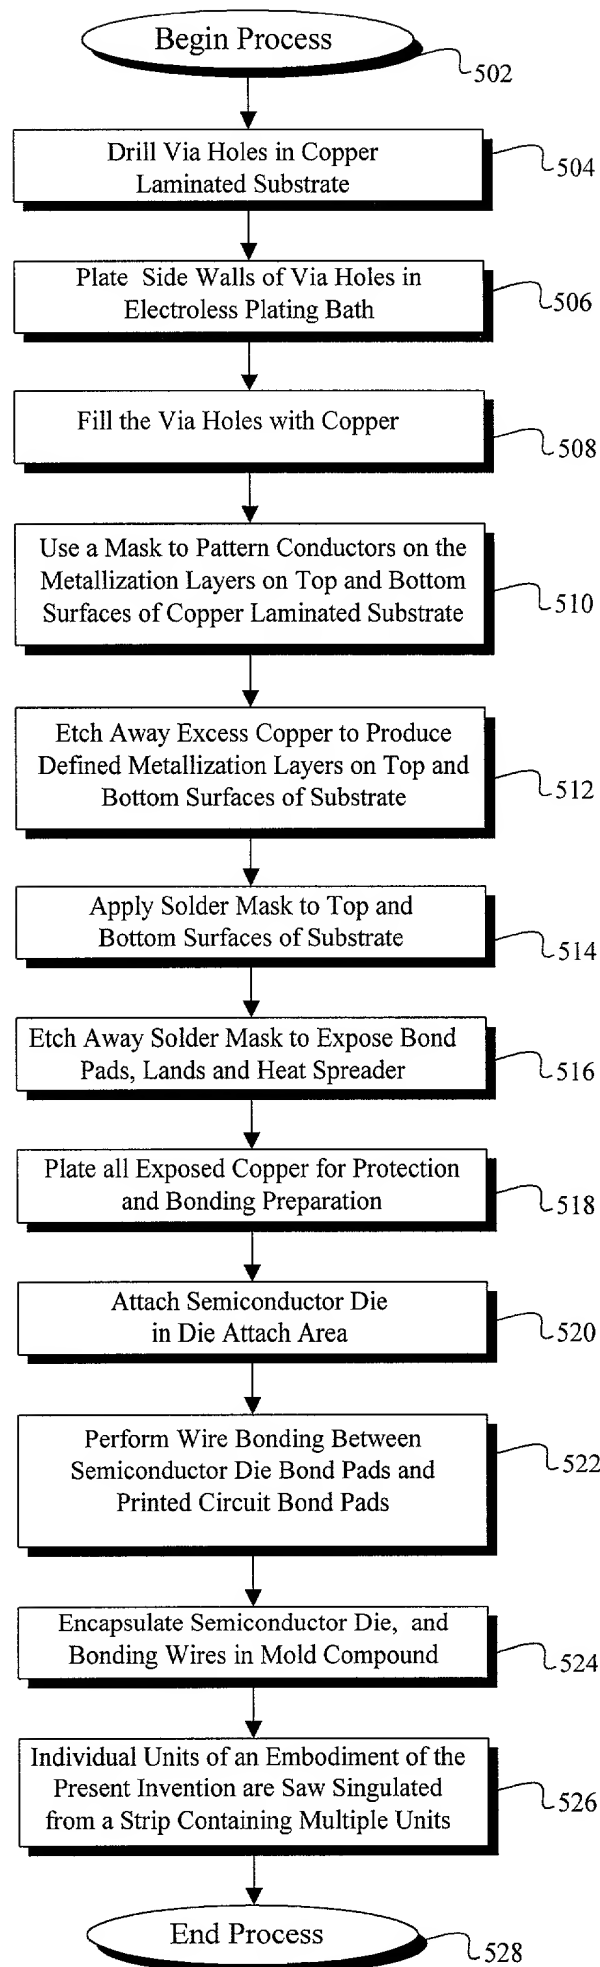 Begin Process
502
Drill Via Holes in Copper
Laminated Substrate
504
Plate Side Walls of Via Holes in
Electroless Plating Bath
506
Fill the Via Holes with Copper
508
Use a Mask to Pattern Conductors on the
Metallization Layers on Top and Bottom
Surfaces of Copper Laminated Substrate
510
Etch Away Excess Copper to Produce
Defined Metallization Layers on Top and
Bottom Surfaces of Substrate
512
Apply Solder Mask to Top and
Bottom Surfaces of Substrate
514
Etch Away Solder Mask to Expose Bond
Pads, Lands and Heat Spreader
516
Plate all Exposed Copper for Protection
and Bonding Preparation
518
Attach Semiconductor Die
in Die Attach Area
520
Perform Wire Bonding Between
Semiconductor Die Bond Pads and
Printed Circuit Bond Pads
522
Encapsulate Semiconductor Die, and
Bonding Wires in Mold Compound
524
Individual Units of an Embodiment of the
Present Invention are Saw Singulated
from a Strip Containing Multiple Units
526
End Process
528